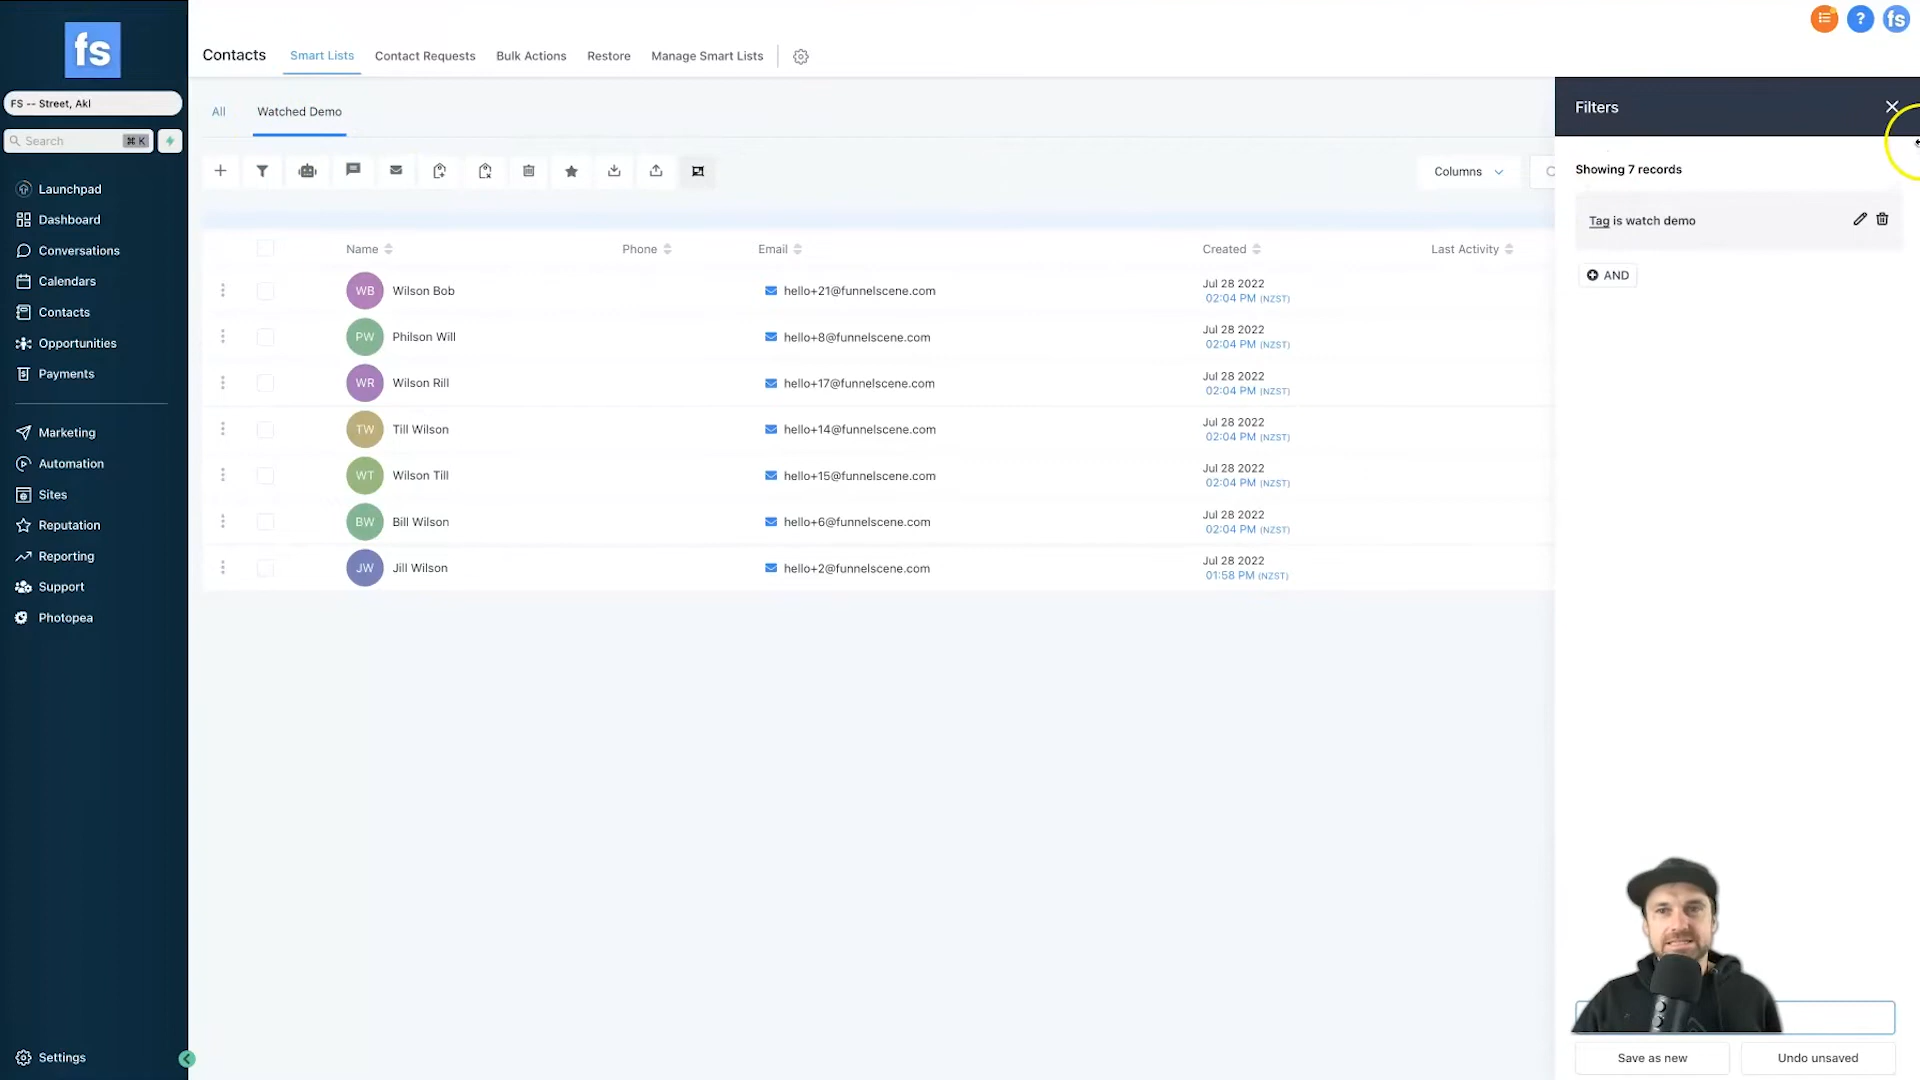 fs
FS -- Street, Akl
Search
⌘ K
Launchpad
Dashboard
Conversations
Calendars
Contacts
Opportunities
Payments
Marketing
Automation
Sites
Reputation
Reporting
Support
Photopea
Settings
? fs
Contacts Smart Lists Contact Requests Bulk Actions Restore Manage Smart Lists
All Watched Demo
Columns
Name Phone Email Created Last Activity
WB Wilson Bob hello+21@funnelscene.com Jul 28 2022
02:04 PM (NZST)
PW Philson Will hello+8@funnelscene.com Jul 28 2022
02:04 PM (NZST)
WR Wilson Rill hello+17@funnelscene.com Jul 28 2022
02:04 PM (NZST)
TW Till Wilson hello+14@funnelscene.com Jul 28 2022
02:04 PM (NZST)
WT Wilson Till hello+15@funnelscene.com Jul 28 2022
02:04 PM (NZST)
BW Bill Wilson hello+6@funnelscene.com Jul 28 2022
02:04 PM (NZST)
JW Jill Wilson hello+2@funnelscene.com Jul 28 2022
01:58 PM (NZST)
Filters
Showing 7 records
Tag is watch demo
AND
Save as new Undo unsaved